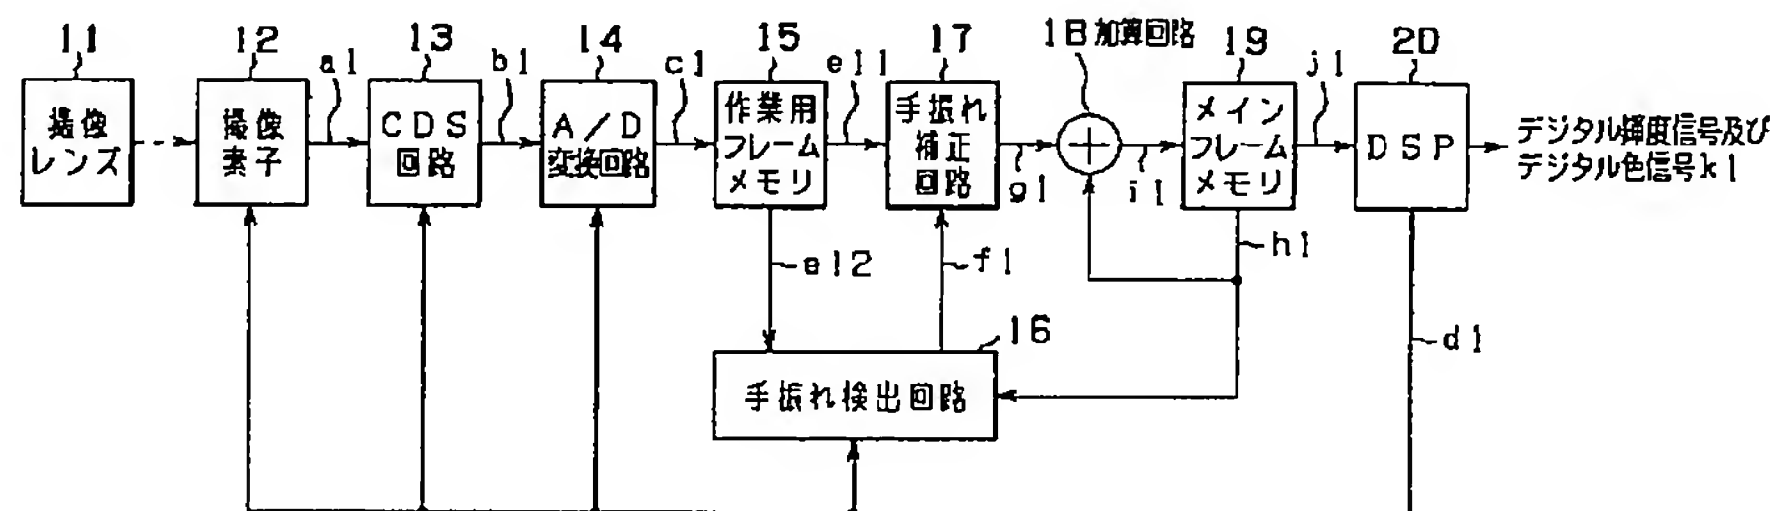 11
12
13
14
15
17
18 加算回路
19
20
a1
b1
c1
e11
j1
撮像
レンズ
撮像
素子
CDS
回路
A/D
変換回路
作業用
フレーム
メモリ
手振れ
補正
回路
メイン
フレーム
メモリ
DSP
デジタル輝度信号及び
デジタル色信号k1
g1
i1
h1
e12
f1
16
d1
手振れ検出回路